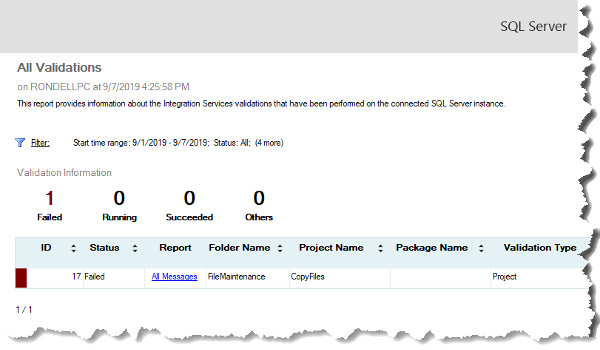 SQL Server
All Validations
on RONDELLPC at 9/7/2019 4:25:58 PM
This report provides information about the Integration Services validations that have been performed on the connected SQL Server instance.
Filter: Start time range: 9/1/2019 - 9/7/2019; Status: All; (4 more)
Validation Information
1 0 0 0
Failed Running Succeeded Others
ID Status Report Folder Name Project Name Package Name Validation Type
17 Failed All Messages FileMaintenance CopyFiles Project
1 / 1